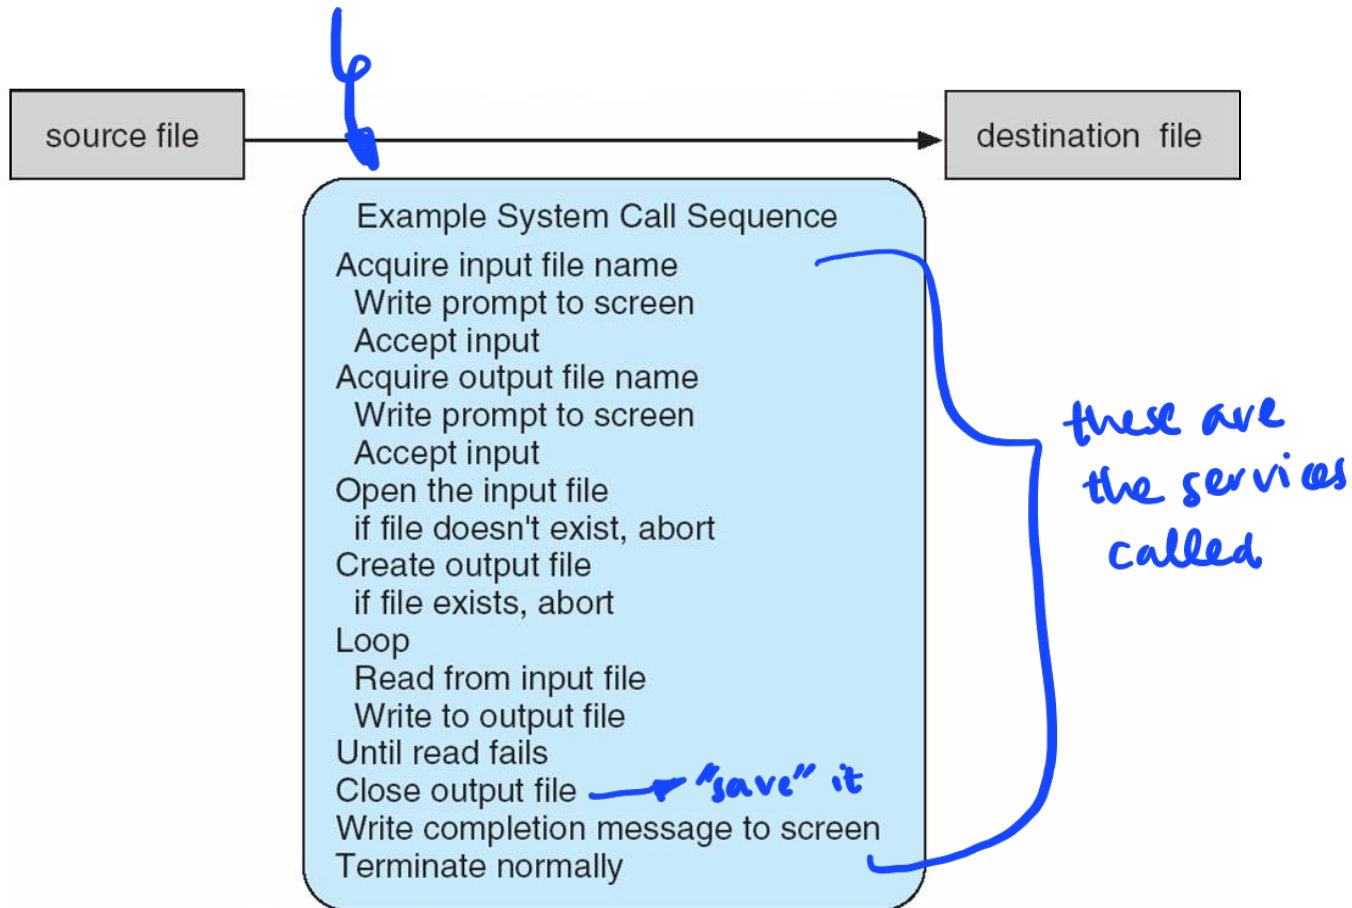 source file
destination file
Example System Call Sequence
Acquire input file name
Write prompt to screen
Accept input
Acquire output file name
Write prompt to screen
Accept input
Open the input file
if file doesn't exist, abort
Create output file
if file exists, abort
Loop
Read from input file
Write to output file
Until read fails
Close output file → "save" it
Write completion message to screen
Terminate normally
these are
the services
called